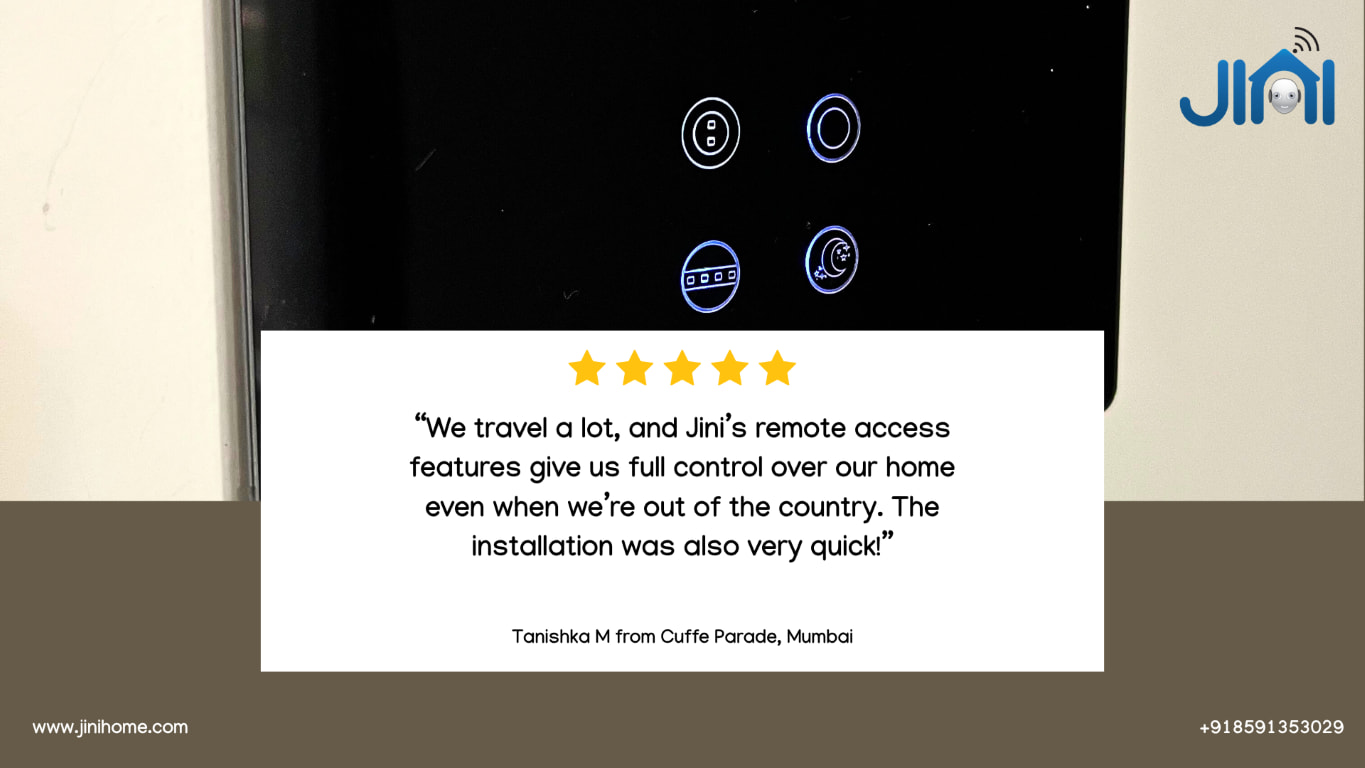 JINI
“We travel a lot, and Jini’s remote access
features give us full control over our home
even when we’re out of the country. The
installation was also very quick!”
Tanishka M from Cuffe Parade, Mumbai
www.jinihome.com
+918591353029